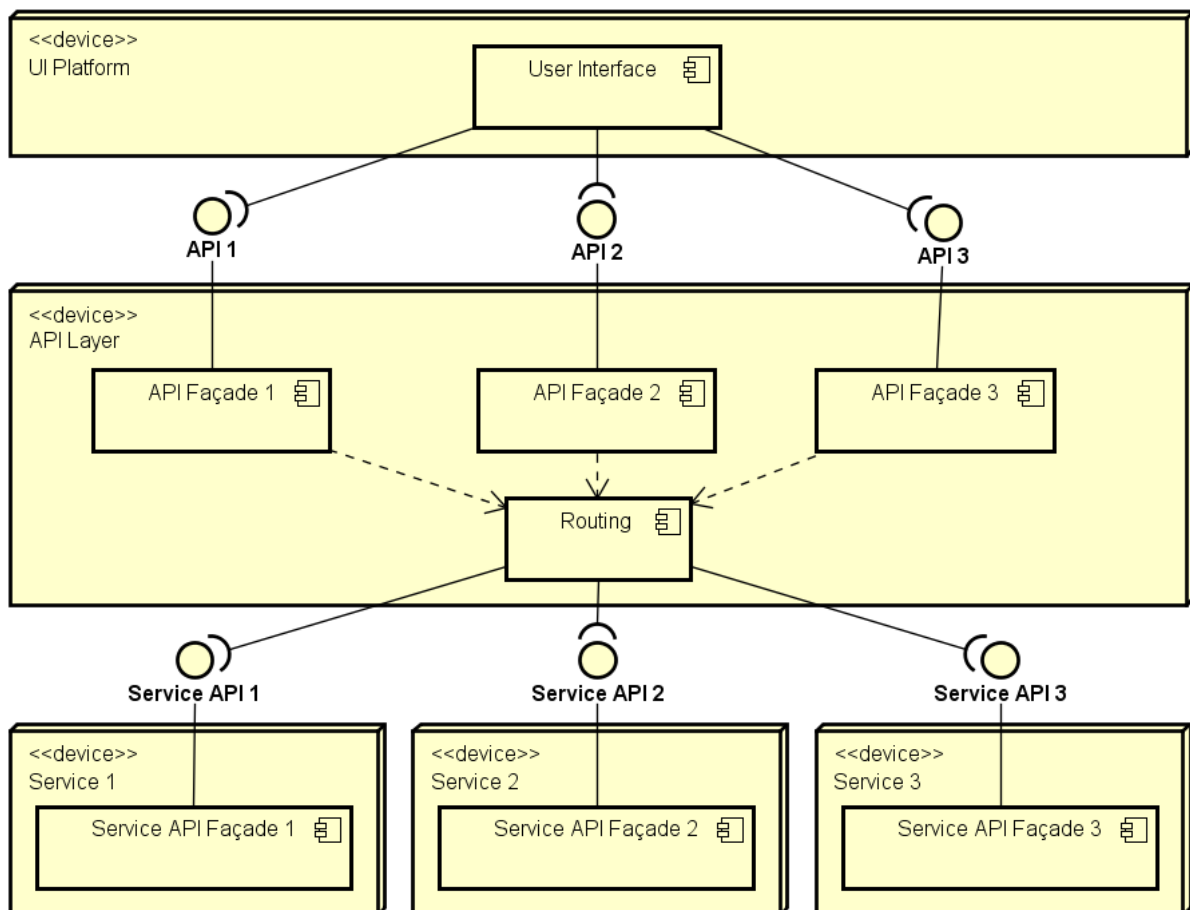 <<device>>
UI Platform
User Interface
API 1
API 2
API 3
<<device>>
API Layer
API Façade 1
API Façade 2
API Façade 3
Routing
Service API 1
Service API 2
Service API 3
<<device>>
Service 1
Service API Façade 1
<<device>>
Service 2
Service API Façade 2
<<device>>
Service 3
Service API Façade 3